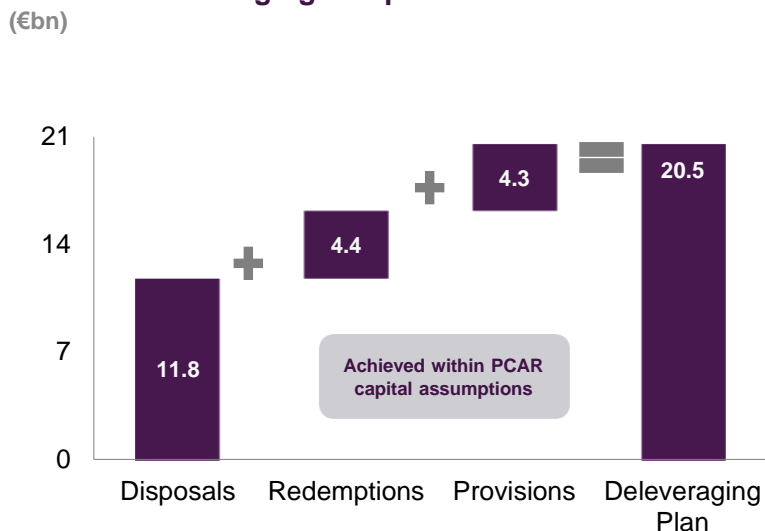 (€bn)
21
14
7
0
11.8
4.4
4.3
20.5
Achieved within PCAR
capital assumptions
Disposals
Redemptions
Provisions
Deleveraging
Plan